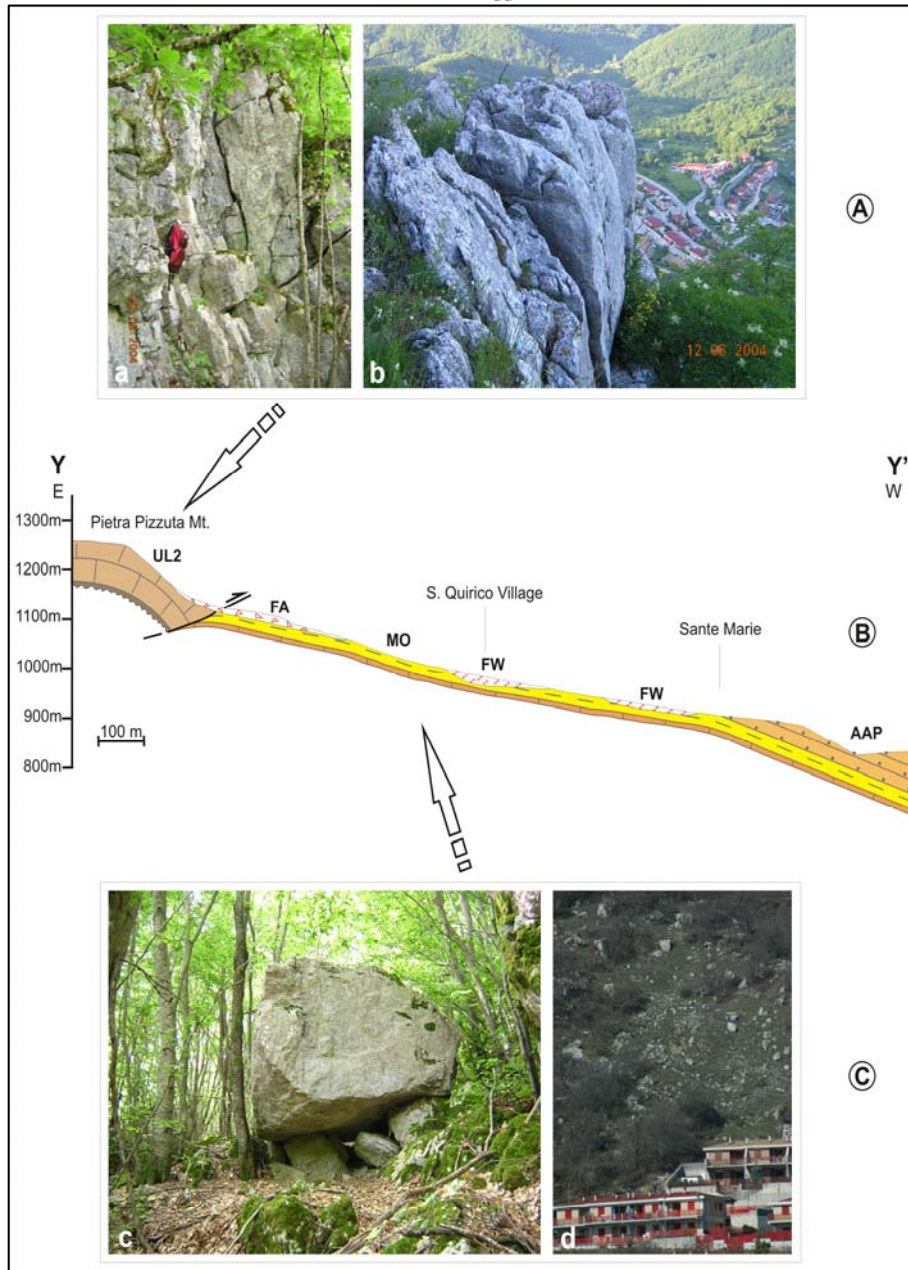 A
a
b
12 06 2004
Y
Y'
E
W
1300m
Pietra Pizzuta Mt.
UL2
1200m
FA
S. Quirico Village
1100m
B
MO
Sante Marie
1000m
FW
FW
900m
AAP
100 m
800m
C
c
d